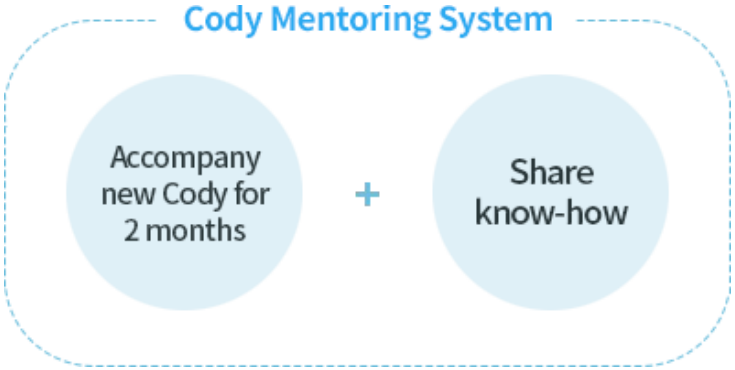 Cody Mentoring System
Accompany
new Cody for
2 months
+
Share
know-how